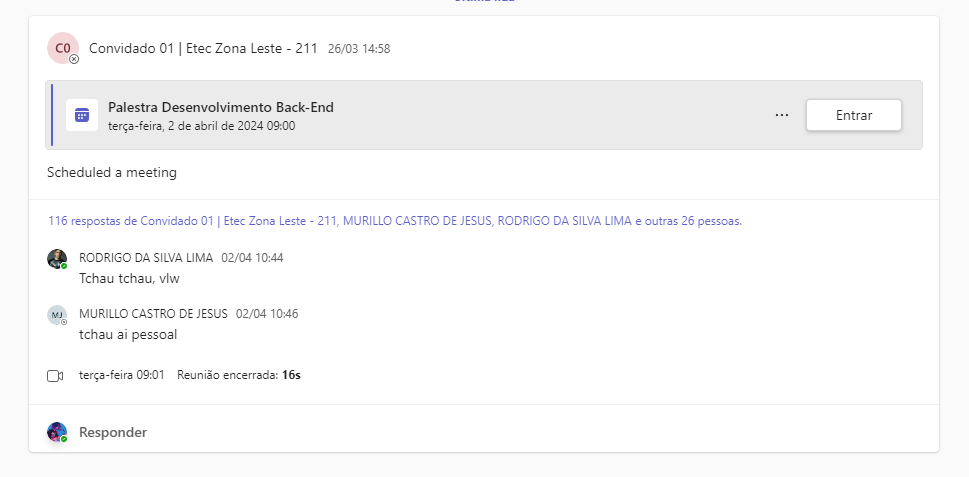 C0 Convidado 01 | Etec Zona Leste - 211 26/03 14:58
Palestra Desenvolvimento Back-End
terça-feira, 2 de abril de 2024 09:00
... Entrar
Scheduled a meeting
116 respostas de Convidado 01 | Etec Zona Leste - 211, MURILLO CASTRO DE JESUS, RODRIGO DA SILVA LIMA e outras 26 pessoas.
RODRIGO DA SILVA LIMA 02/04 10:44
Tchau tchau, vlw
MJ MURILLO CASTRO DE JESUS 02/04 10:46
tchau ai pessoal
terça-feira 09:01 Reunião encerrada: 16s
Responder